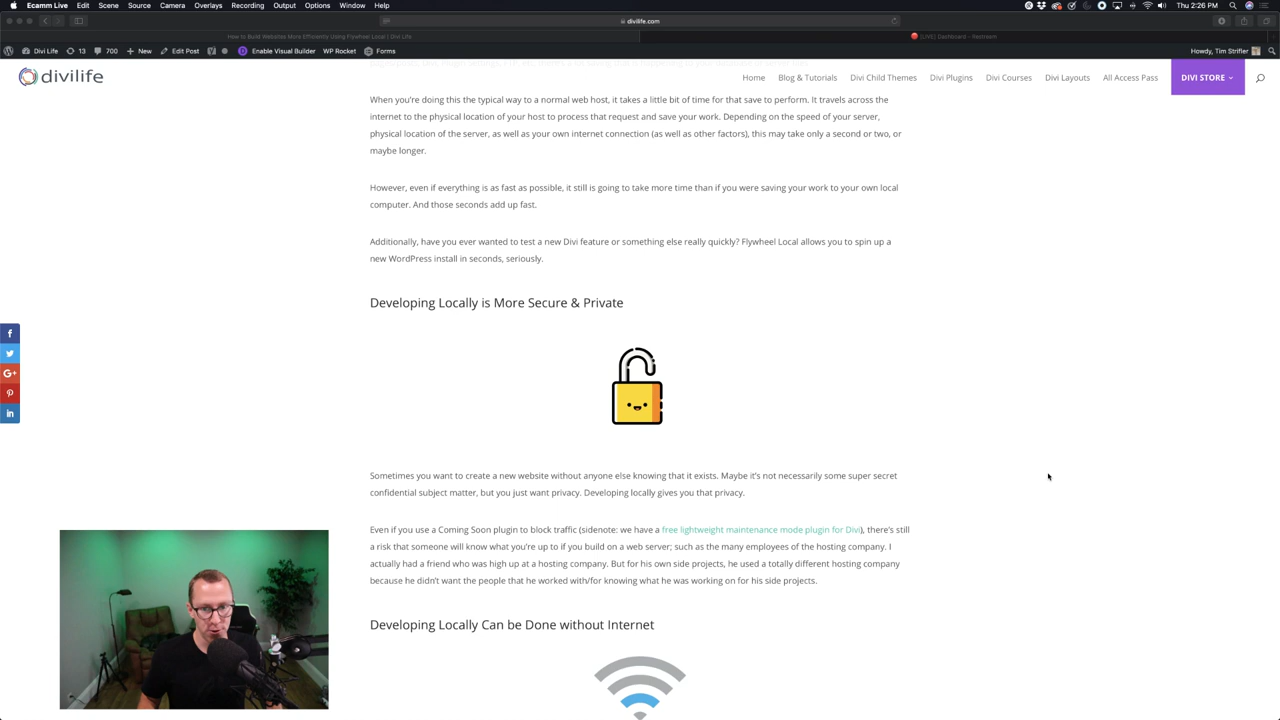 Ecamm Live Edit Scene Source Camera Overlays Recording Output Options Window Help
Tue 2:26 PM
divilife.com
How to Build Websites More Efficiently Using Flywheel Local | Divi Life
(LIVE) Dashboard - Restream
Divi Life 13 700 New Edit Post Enable Visual Builder WP Rocket Forms
Howdy, Tim Strifler
divilife
Home Blog & Tutorials Divi Child Themes Divi Plugins Divi Courses Divi Layouts All Access Pass DIVI STORE
When you're doing this the typical way to a normal web host, it takes a little bit of time for that save to perform. It travels across the
internet to the physical location of your host to process that request and save your work. Depending on the speed of your server,
physical location of the server, as well as your own internet connection (as well as other factors), this may take only a second or two, or
maybe longer.
However, even if everything is as fast as possible, it still is going to take more time than if you were saving your work to your own local
computer. And those seconds add up fast.
Additionally, have you ever wanted to test a new Divi feature or something else really quickly? Flywheel Local allows you to spin up a
new WordPress install in seconds, seriously.
Developing Locally is More Secure & Private
Sometimes you want to create a new website without anyone else knowing that it exists. Maybe it's not necessarily some super secret
confidential subject matter, but you just want privacy. Developing locally gives you that privacy.
Even if you use a Coming Soon plugin to block traffic (sidenote: we have a free lightweight maintenance mode plugin for Divi), there's still
a risk that someone will know what you're up to if you build on a web server; such as the many employees of the hosting company. I
actually had a friend who was high up at a hosting company. But for his own side projects, he used a totally different hosting company
because he didn't want the people that he worked with/for knowing what he was working on for his side projects.
Developing Locally Can be Done without Internet